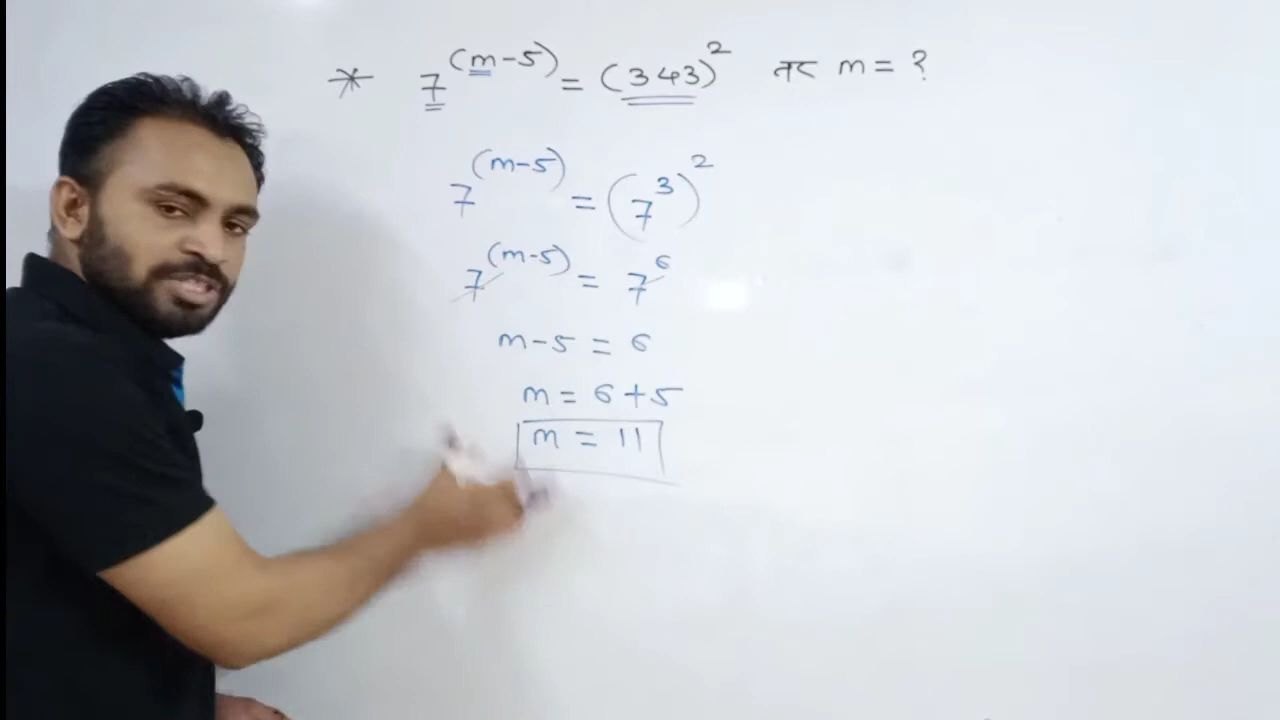 * 7^(m-5) = (343)^2 तर m = ?
7^(m-5) = (7^3)^2
7^(m-5) = 7^6
m-5 = 6
m = 6+5
m = 11